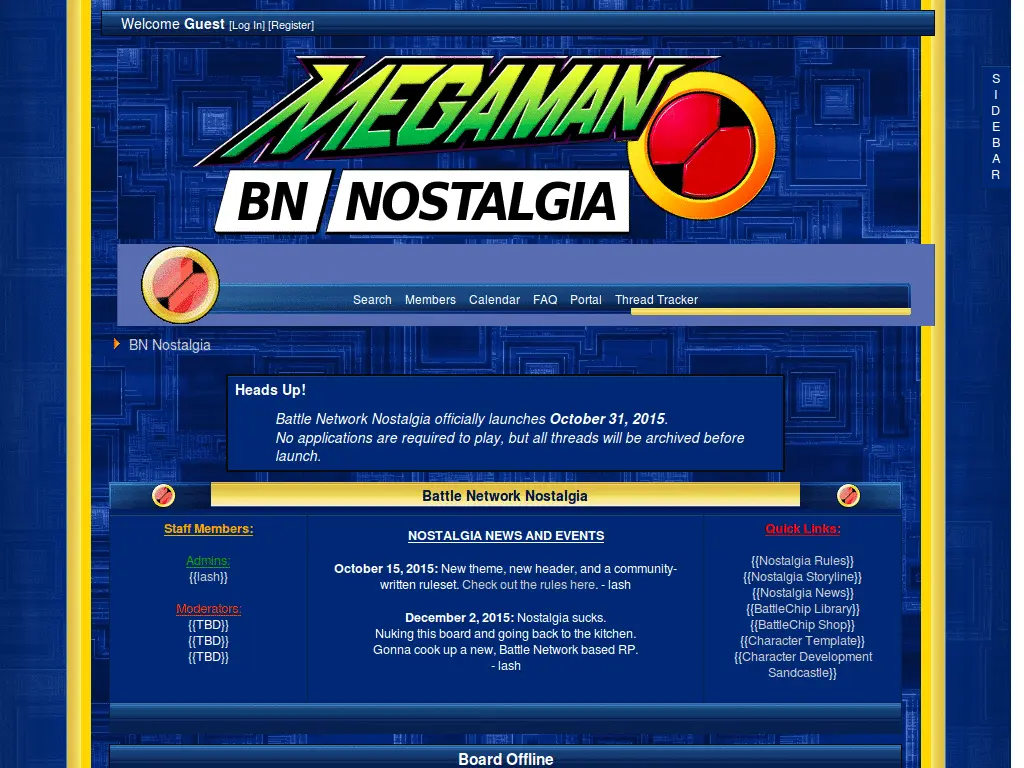 Welcome Guest [Log In] [Register]
SIDEBAR
MEGAMAN
BN NOSTALGIA
Search Members Calendar FAQ Portal Thread Tracker
BN Nostalgia
Heads Up!
Battle Network Nostalgia officially launches October 31, 2015.
No applications are required to play, but all threads will be archived before
launch.
Battle Network Nostalgia
Staff Members:
Admins:
{{lash}}
Moderators:
{{TBD}}
{{TBD}}
{{TBD}}
NOSTALGIA NEWS AND EVENTS
October 15, 2015: New theme, new header, and a community-
written ruleset. Check out the rules here. - lash
December 2, 2015: Nostalgia sucks.
Nuking this board and going back to the kitchen.
Gonna cook up a new, Battle Network based RP.
- lash
Quick Links:
{{Nostalgia Rules}}
{{Nostalgia Storyline}}
{{Nostalgia News}}
{{BattleChip Library}}
{{BattleChip Shop}}
{{Character Template}}
{{Character Development
Sandcastle}}
Board Offline